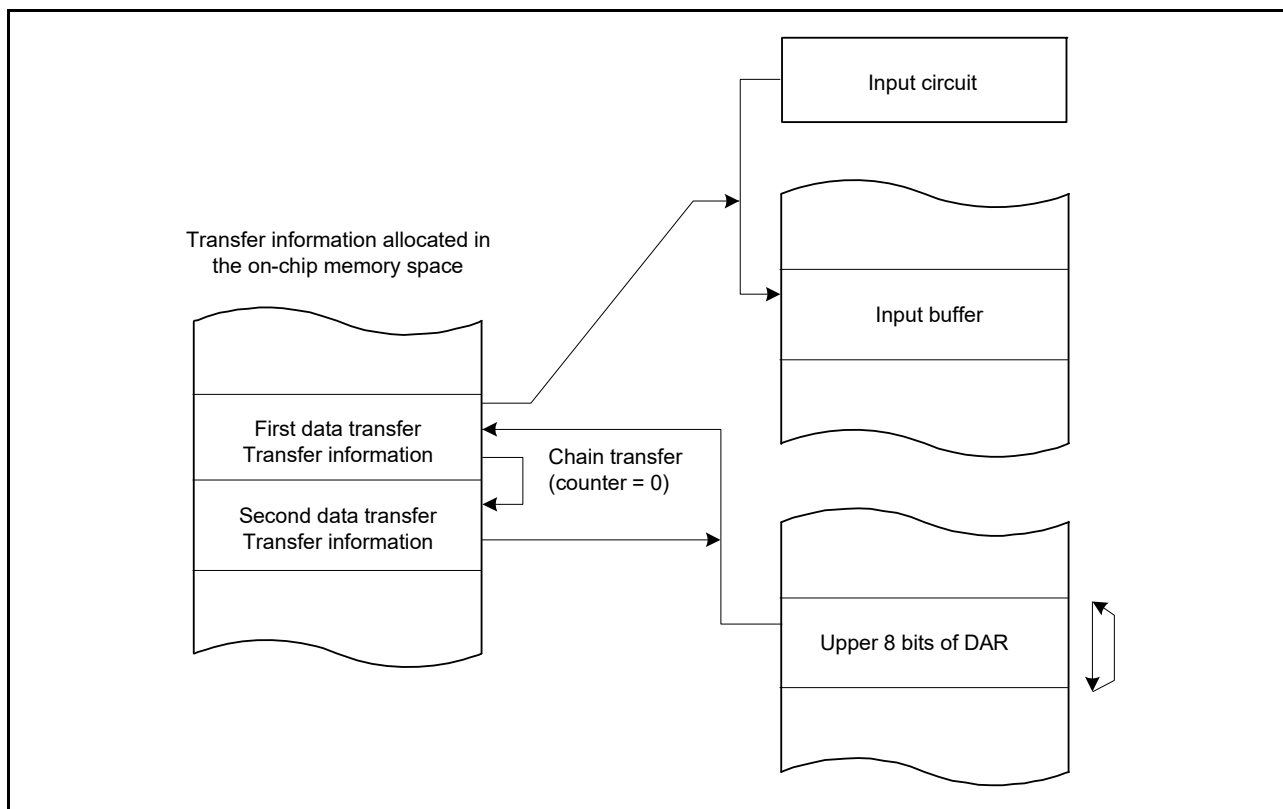 Input circuit
Transfer information allocated in
the on-chip memory space
Input buffer
First data transfer
Transfer information
Chain transfer
(counter = 0)
Second data transfer
Transfer information
Upper 8 bits of DAR